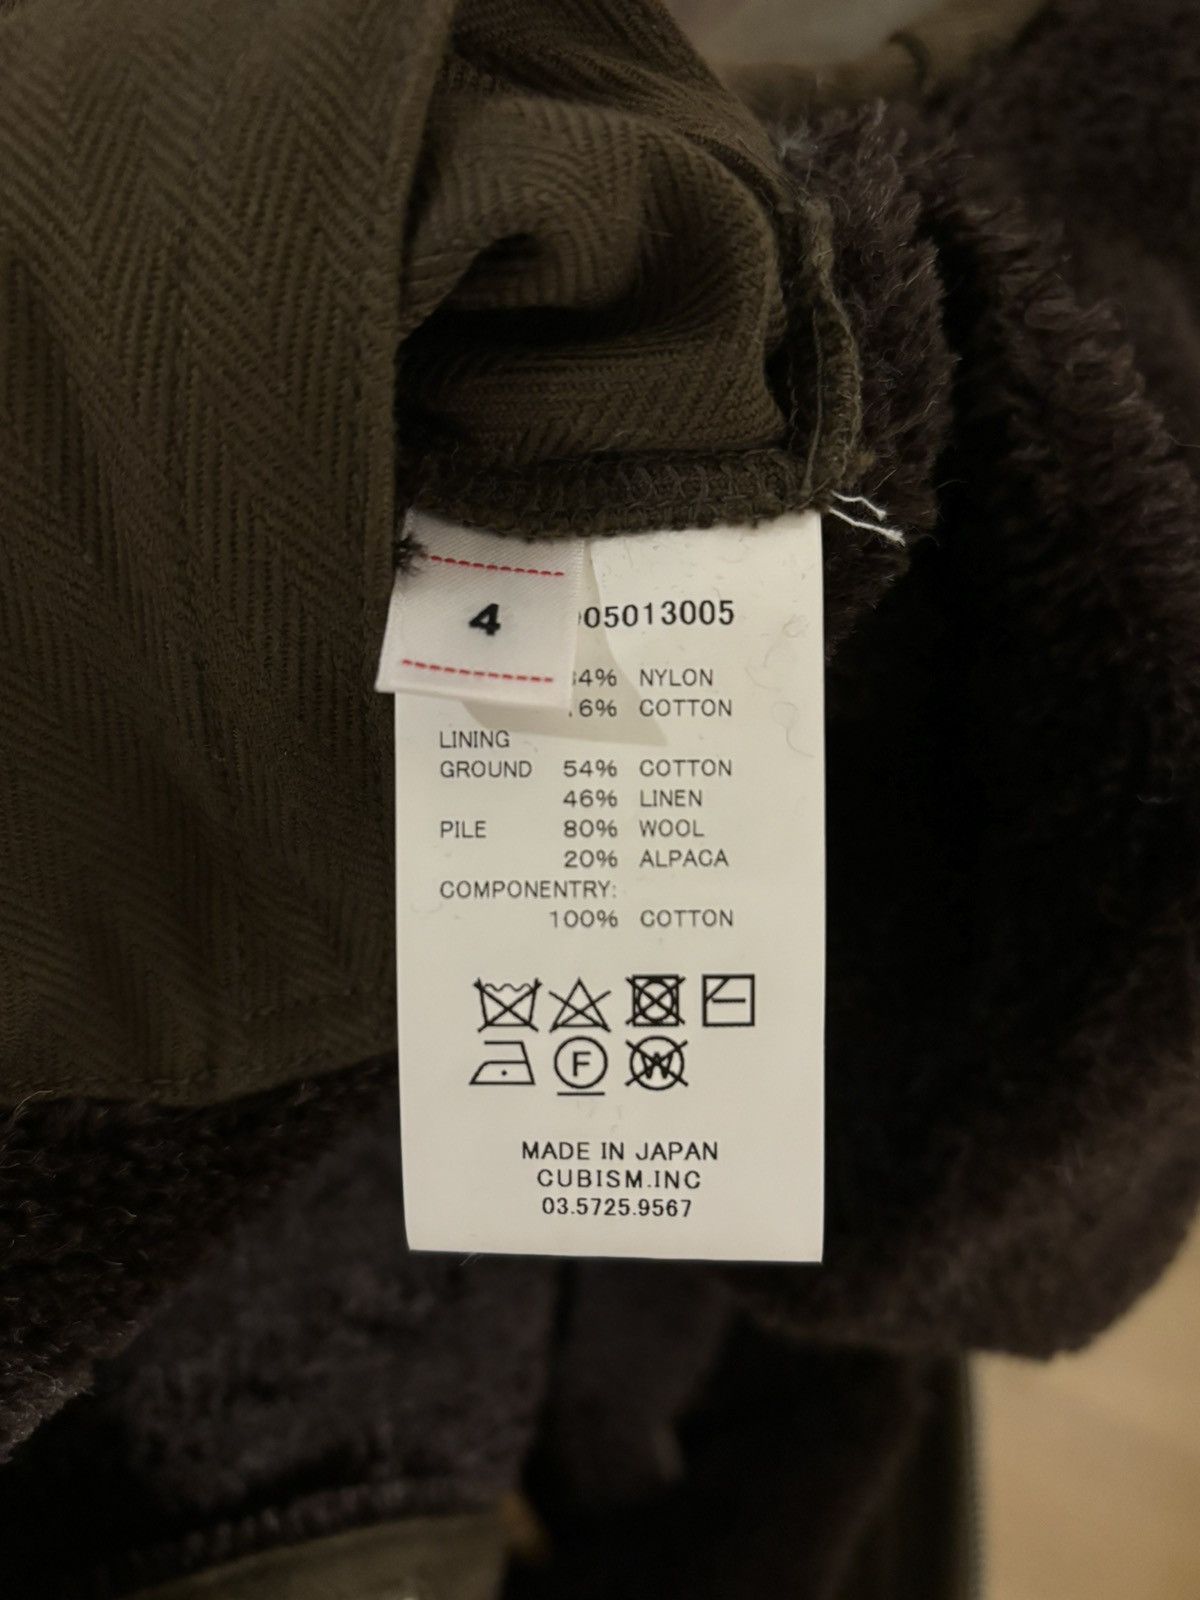 4
05013005
4% NYLON
6% COTTON
LINING
GROUND 54% COTTON
46% LINEN
PILE 80% WOOL
20% ALPACA
COMPONENTRY:
100% COTTON
F
W
MADE IN JAPAN
CUBISM.INC
03.5725.9567